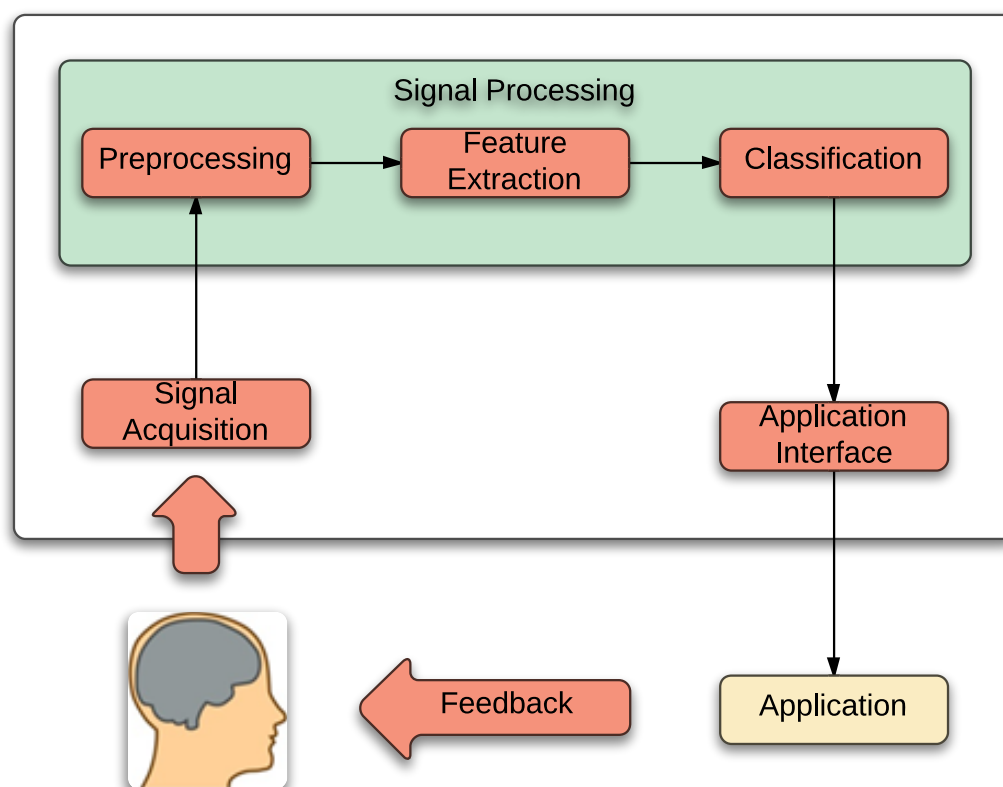 Signal Processing
Preprocessing
Feature
Extraction
Classification
Signal
Acquisition
Application
Interface
Feedback
Application